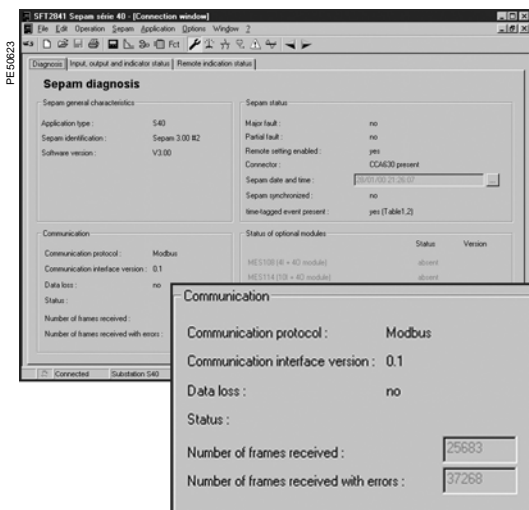 PE50623
SFT2841 Sepam série 40 - [Connection window]
File Edit Operation Sepam Application Options Window ?
Fct
Diagnosis Input, output and indicator status Remote indication status
Sepam diagnosis
Sepam general characteristics
Application type : S40
Sepam identification : Sepam 3.00 #2
Software version : V3.00
Sepam status
Major fault : no
Partial fault : no
Remote setting enabled : yes
Connector : CCA630 present
Sepam date and time : 28/01/00 21:26:07 ...
Sepam synchronized : no
time-tagged event present : yes (Table1,2)
Communication
Communication protocol : Modbus
Communication interface version : 0.1
Data loss : no
Status :
Number of frames received :
Number of frames received with errors :
Status of optional modules
Status Version
MES108 (4I + 4O module) absent
MES114 (10I + 4O module) absent
Connected Substation S40
Communication
Communication protocol : Modbus
Communication interface version : 0.1
Data loss : no
Status :
Number of frames received : 25683
Number of frames received with errors : 37268